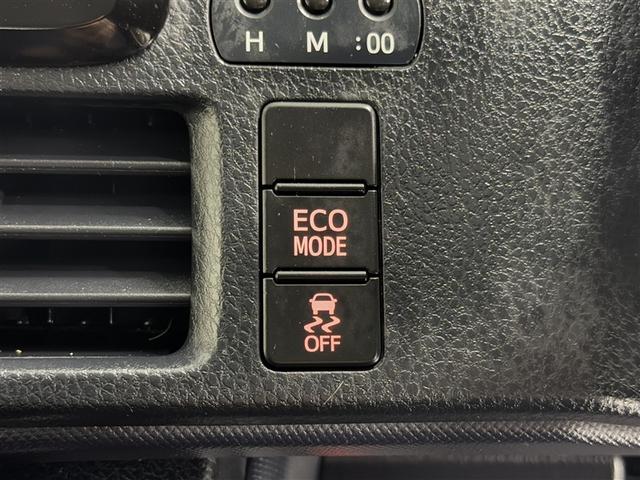 H M :00
ECO
MODE
OFF